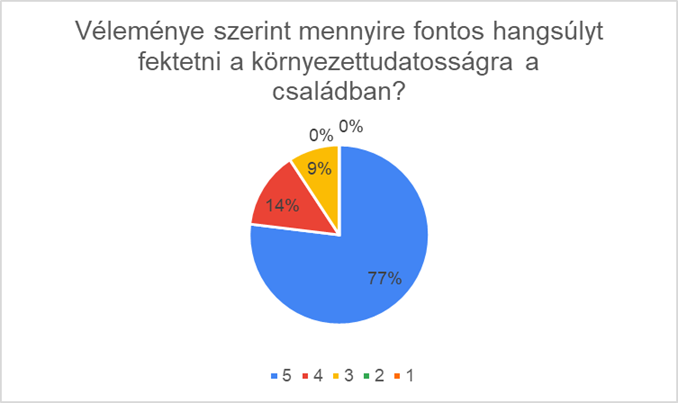 Véleménye szerint mennyire fontos hangsúlyt
fektetni a környezettudatosságra a
családban?
0%
0%
9%
14%
77%
5 4 3 2 1